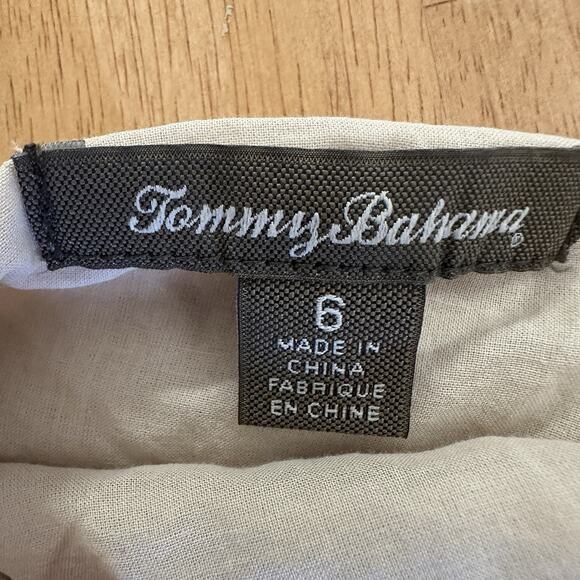 Tommy Bahama®
6
MADE IN
CHINA
FABRIQUE
EN CHINE